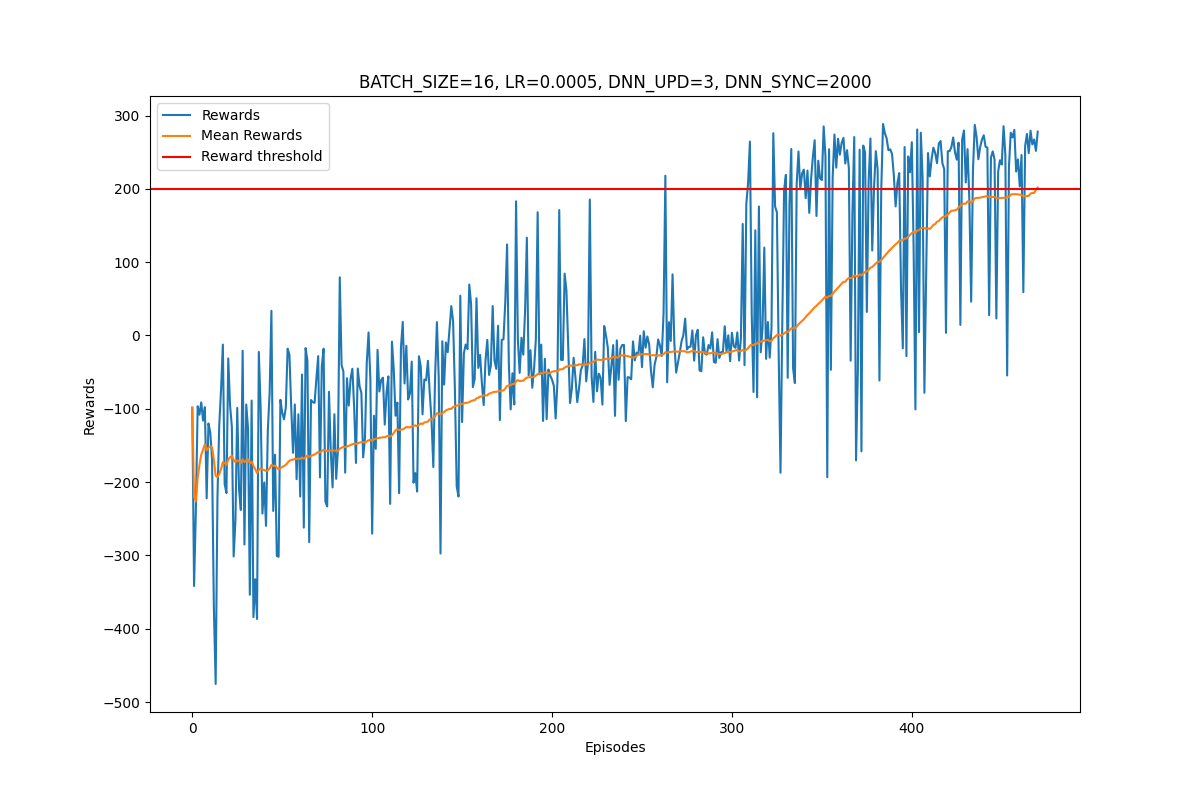 BATCH_SIZE=16, LR=0.0005, DNN_UPD=3, DNN_SYNC=2000
Rewards
Mean Rewards
Reward threshold
300
200
100
0
−100
−200
−300
−400
−500
Rewards
0 100 200 300 400
Episodes